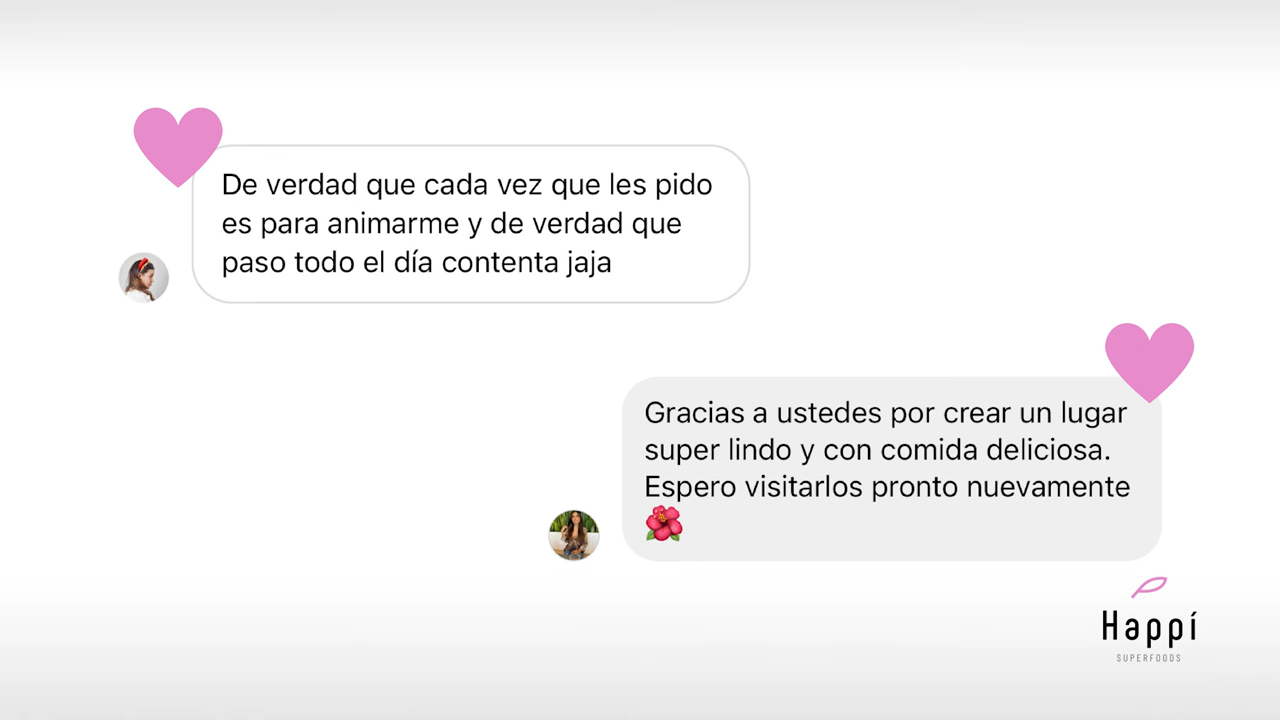 De verdad que cada vez que les pido
es para animarme y de verdad que
paso todo el día contenta jaja
Gracias a ustedes por crear un lugar
super lindo y con comida deliciosa.
Espero visitarlos pronto nuevamente
🌺
Happí
SUPERFOODS